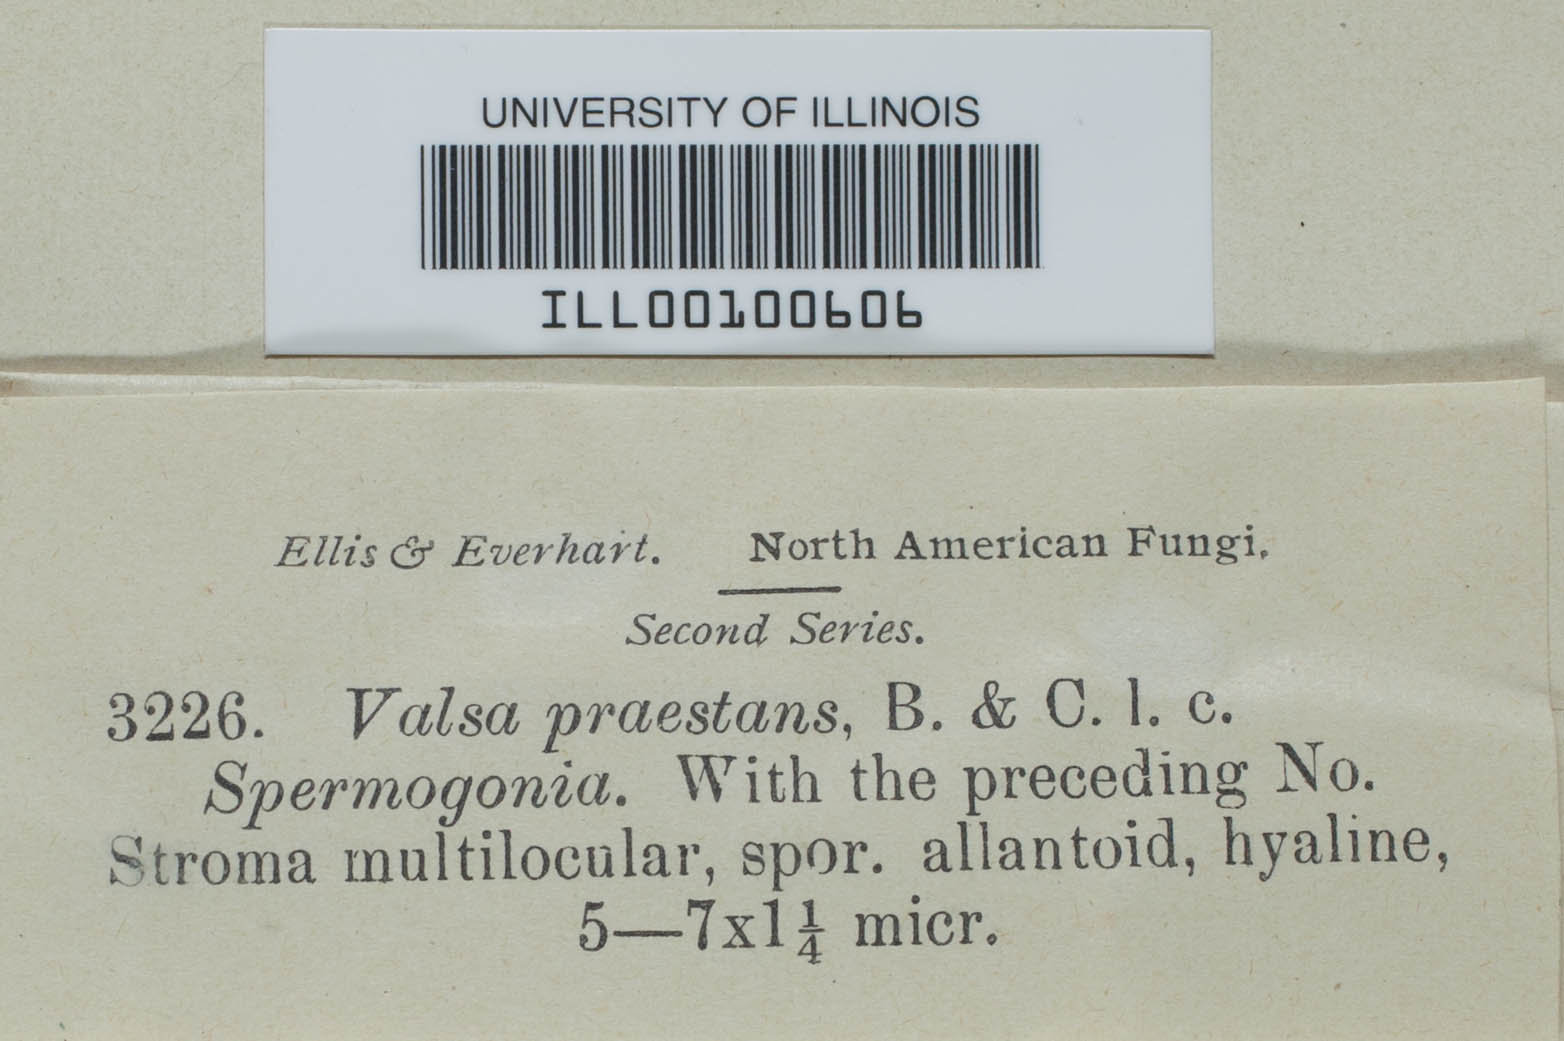 UNIVERSITY OF ILLINOIS
ILL00100606
Ellis & Everhart. North American Fungi.
Second Series.
3226. Valsa praestans, B. & C. l. c.
Spermogonia. With the preceding No.
Stroma multilocular, spor. allantoid, hyaline,
5—7x1¼ micr.